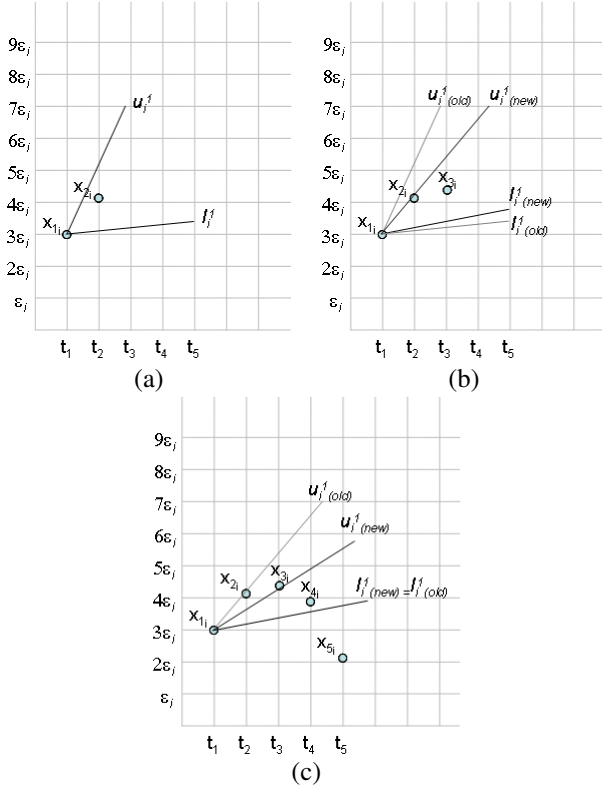 9εᵢ
8εᵢ
7εᵢ
6εᵢ
5εᵢ
4εᵢ
3εᵢ
2εᵢ
εᵢ
uᵢ¹
x₂ᵢ
x₁ᵢ
lᵢ¹
t₁ t₂ t₃ t₄ t₅
(a)
9εᵢ
8εᵢ
7εᵢ
6εᵢ
5εᵢ
4εᵢ
3εᵢ
2εᵢ
εᵢ
uᵢ¹(old) uᵢ¹(new)
x₂ᵢ x₃ᵢ
x₁ᵢ
lᵢ¹(new)
lᵢ¹(old)
t₁ t₂ t₃ t₄ t₅
(b)
9εᵢ
8εᵢ
7εᵢ
6εᵢ
5εᵢ
4εᵢ
3εᵢ
2εᵢ
εᵢ
uᵢ¹(old)
uᵢ¹(new)
x₂ᵢ x₃ᵢ
x₄ᵢ lᵢ¹(new) =lᵢ¹(old)
x₁ᵢ
x₅ᵢ
t₁ t₂ t₃ t₄ t₅
(c)